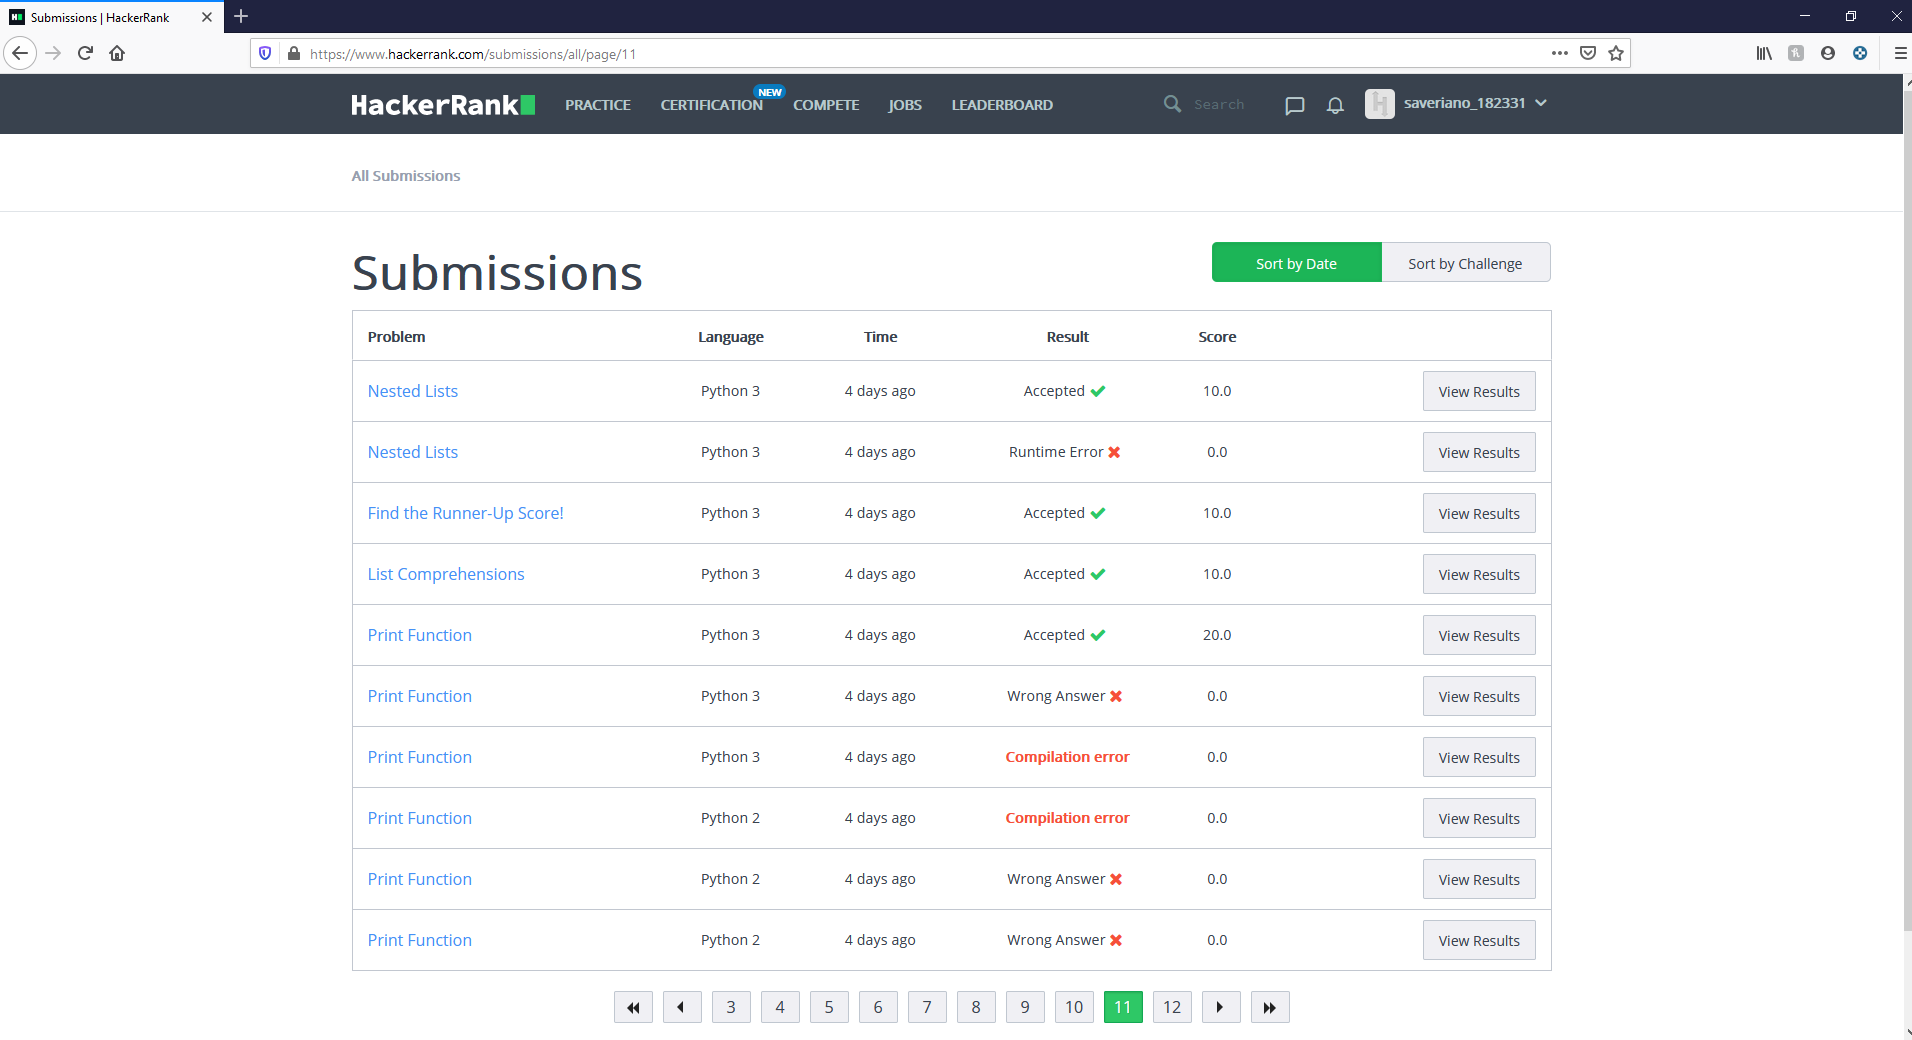 Submissions | HackerRank
https://www.hackerrank.com/submissions/all/page/11
HackerRank PRACTICE CERTIFICATION NEW COMPETE JOBS LEADERBOARD Search saveriano_182331
All Submissions
Submissions
Sort by Date Sort by Challenge
Problem Language Time Result Score
Nested Lists Python 3 4 days ago Accepted 10.0 View Results
Nested Lists Python 3 4 days ago Runtime Error 0.0 View Results
Find the Runner-Up Score! Python 3 4 days ago Accepted 10.0 View Results
List Comprehensions Python 3 4 days ago Accepted 10.0 View Results
Print Function Python 3 4 days ago Accepted 20.0 View Results
Print Function Python 3 4 days ago Wrong Answer 0.0 View Results
Print Function Python 3 4 days ago Compilation error 0.0 View Results
Print Function Python 2 4 days ago Compilation error 0.0 View Results
Print Function Python 2 4 days ago Wrong Answer 0.0 View Results
Print Function Python 2 4 days ago Wrong Answer 0.0 View Results
3 4 5 6 7 8 9 10 11 12